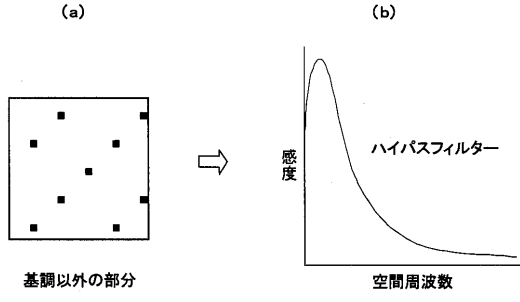 (a)
(b)
感度
ハイパスフィルター
基調以外の部分
空間周波数